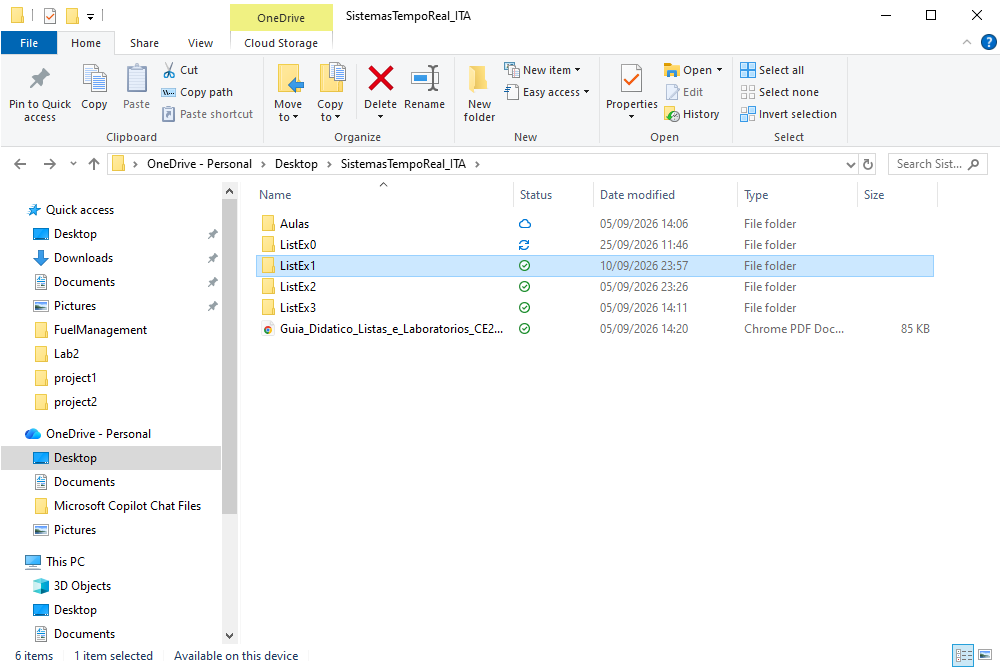 OneDrive
SistemasTempoReal_ITA
File
Home
Share
View
Cloud Storage
?
Pin to Quick access
Copy
Paste
Cut
Copy path
Paste shortcut
Clipboard
Move to
Copy to
Delete
Rename
Organize
New folder
New item
Easy access
New
Properties
Open
Edit
History
Open
Select all
Select none
Invert selection
Select
OneDrive - Personal > Desktop > SistemasTempoReal_ITA >
Search Sist...
Name Status Date modified Type Size
Aulas 05/09/2026 14:06 File folder
ListEx0 25/09/2026 11:46 File folder
ListEx1 10/09/2026 23:57 File folder
ListEx2 05/09/2026 23:26 File folder
ListEx3 05/09/2026 14:11 File folder
Guia_Didatico_Listas_e_Laboratorios_CE2... 05/09/2026 14:20 Chrome PDF Doc... 85 KB
Quick access
Desktop
Downloads
Documents
Pictures
FuelManagement
Lab2
project1
project2
OneDrive - Personal
Desktop
Documents
Microsoft Copilot Chat Files
Pictures
This PC
3D Objects
Desktop
Documents
6 items 1 item selected Available on this device